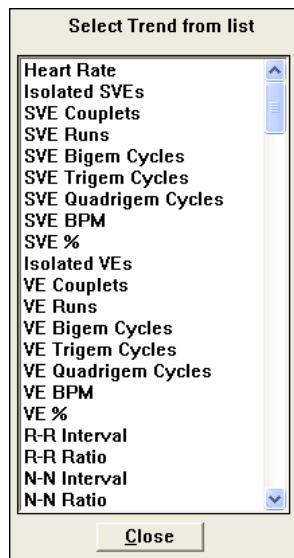 Select Trend from list
Heart Rate
Isolated SVEs
SVE Couplets
SVE Runs
SVE Bigem Cycles
SVE Trigem Cycles
SVE Quadrigem Cycles
SVE BPM
SVE %
Isolated VEs
VE Couplets
VE Runs
VE Bigem Cycles
VE Trigem Cycles
VE Quadrigem Cycles
VE BPM
VE %
R-R Interval
R-R Ratio
N-N Interval
N-N Ratio
Close